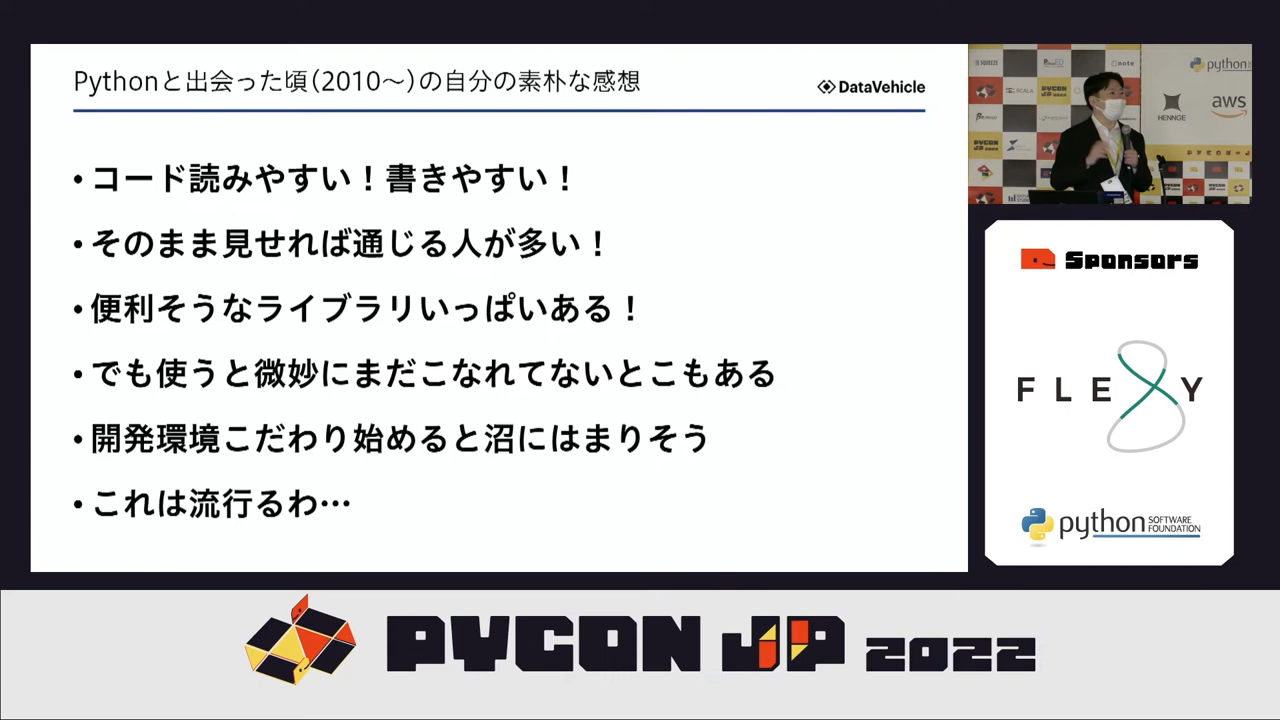 Pythonと出会った頃(2010～)の自分の素朴な感想
DataVehicle
• コード読みやすい！書きやすい！
• そのまま見せれば通じる人が多い！
• 便利そうなライブラリいっぱいある！
• でも使うと微妙にまだこなれてないとこもある
• 開発環境こだわり始めると沼にはまりそう
• これは流行るわ…
python
note
SCALA
HENNGE
aws
Sponsors
FLEXY
python SOFTWARE FOUNDATION
PYCON JP 2022